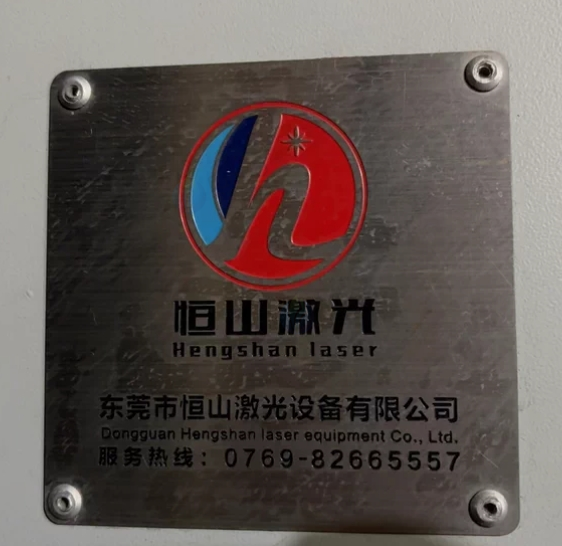 恒山激光
Hengshan laser
东莞市恒山激光设备有限公司
Dongguan Hengshan laser equipment Co., Ltd.
服务热线：0769-82665557